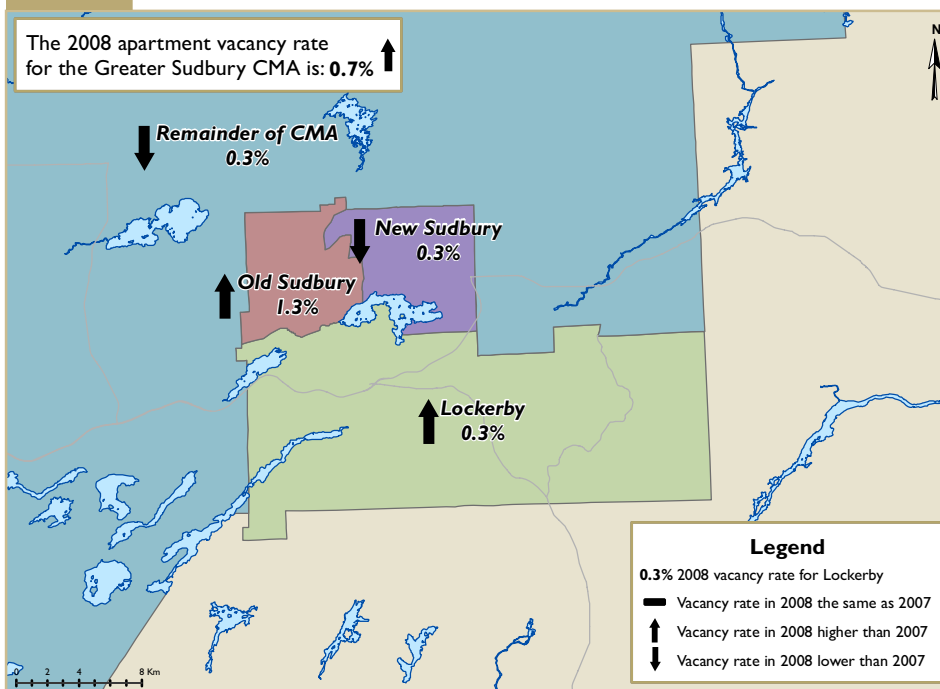 The 2008 apartment vacancy rate
for the Greater Sudbury CMA is: 0.7%
N
Remainder of CMA
0.3%
New Sudbury
0.3%
Old Sudbury
1.3%
Lockerby
0.3%
Legend
0.3% 2008 vacancy rate for Lockerby
Vacancy rate in 2008 the same as 2007
Vacancy rate in 2008 higher than 2007
Vacancy rate in 2008 lower than 2007
0 2 4 8 Km